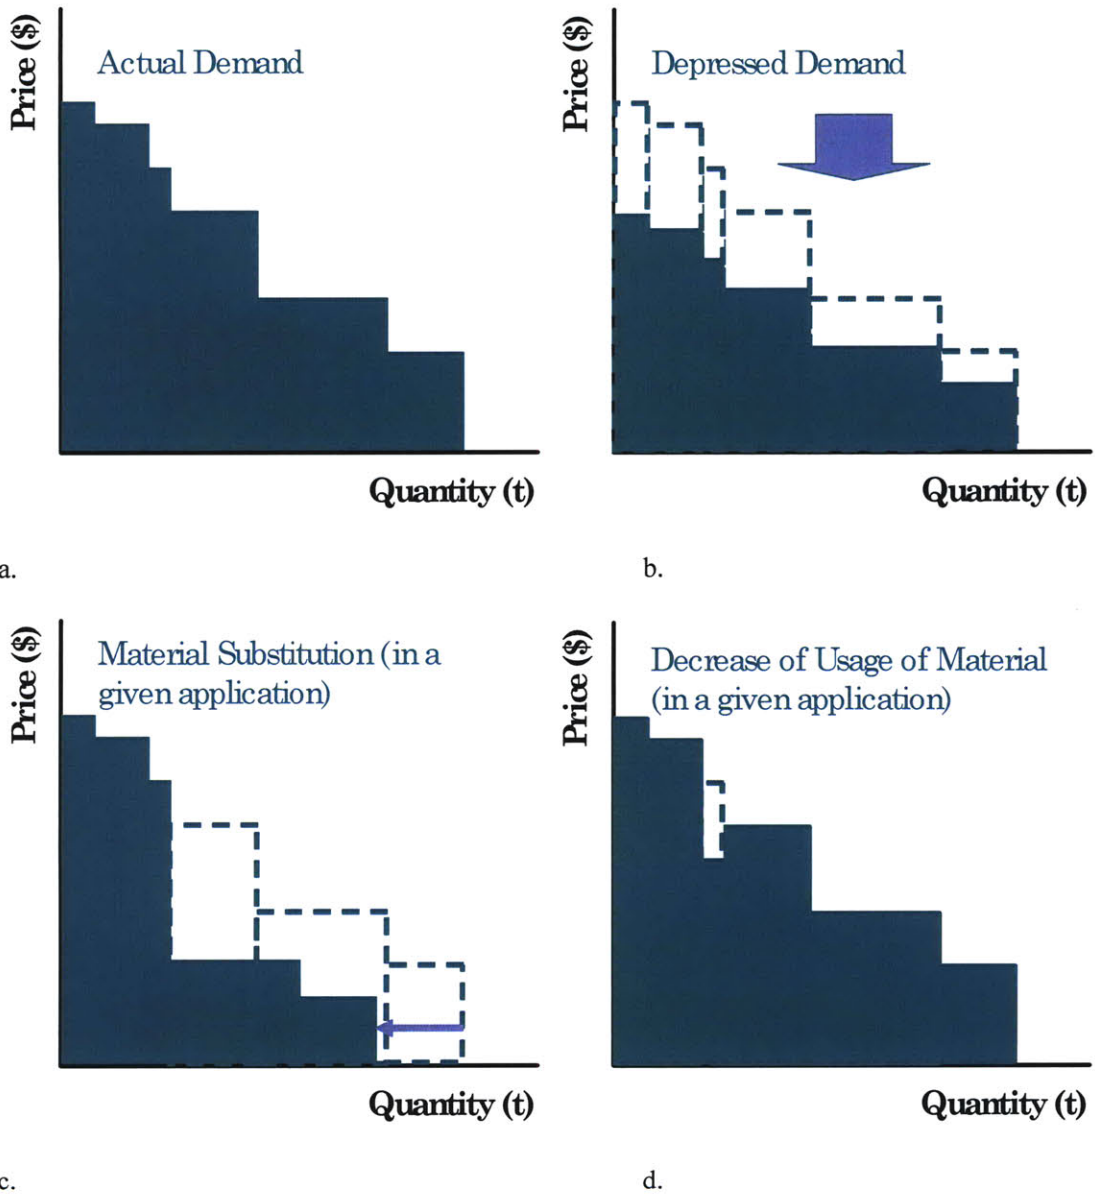 Price ($)
Actual Demand
Quantity (t)
a.
Price ($)
Depressed Demand
Quantity (t)
b.
Price ($)
Material Substitution (in a
given application)
Quantity (t)
c.
Price ($)
Decrease of Usage of Material
(in a given application)
Quantity (t)
d.